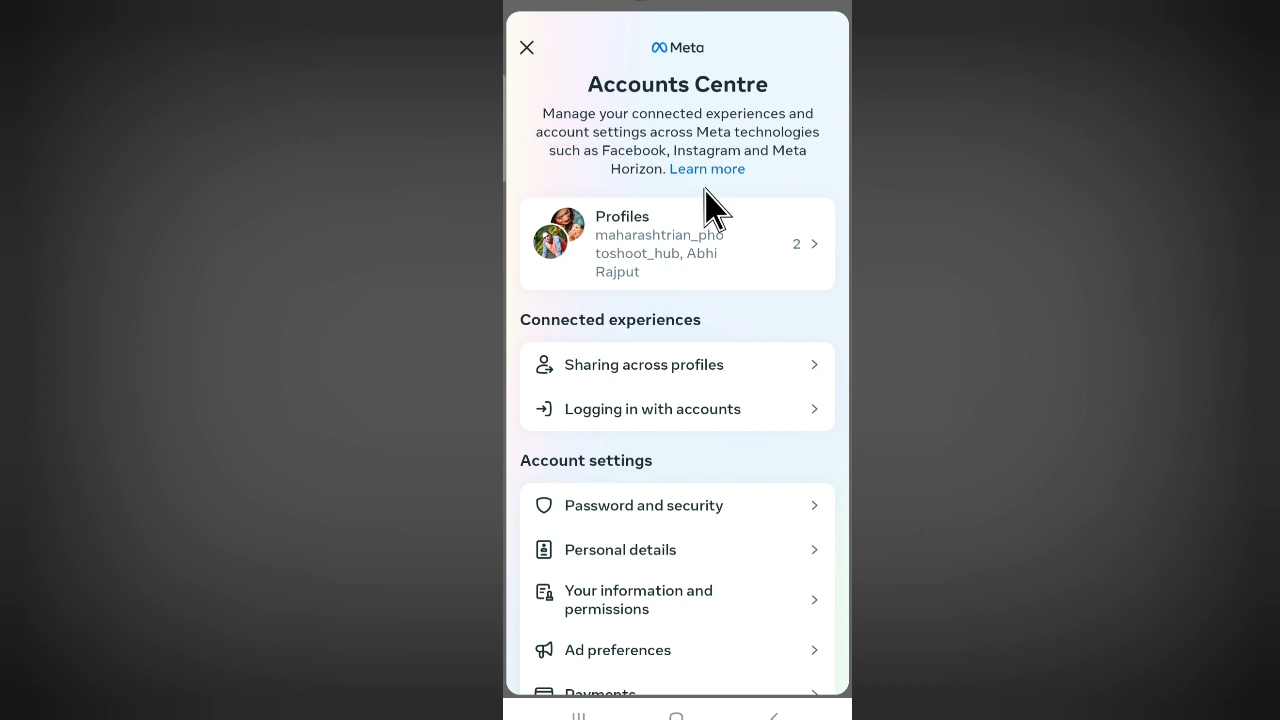 Meta
Accounts Centre
Manage your connected experiences and
account settings across Meta technologies
such as Facebook, Instagram and Meta
Horizon. Learn more
Profiles
maharashtrian_pho
toshoot_hub, Abhi
Rajput
2
Connected experiences
Sharing across profiles
Logging in with accounts
Account settings
Password and security
Personal details
Your information and
permissions
Ad preferences
Payments